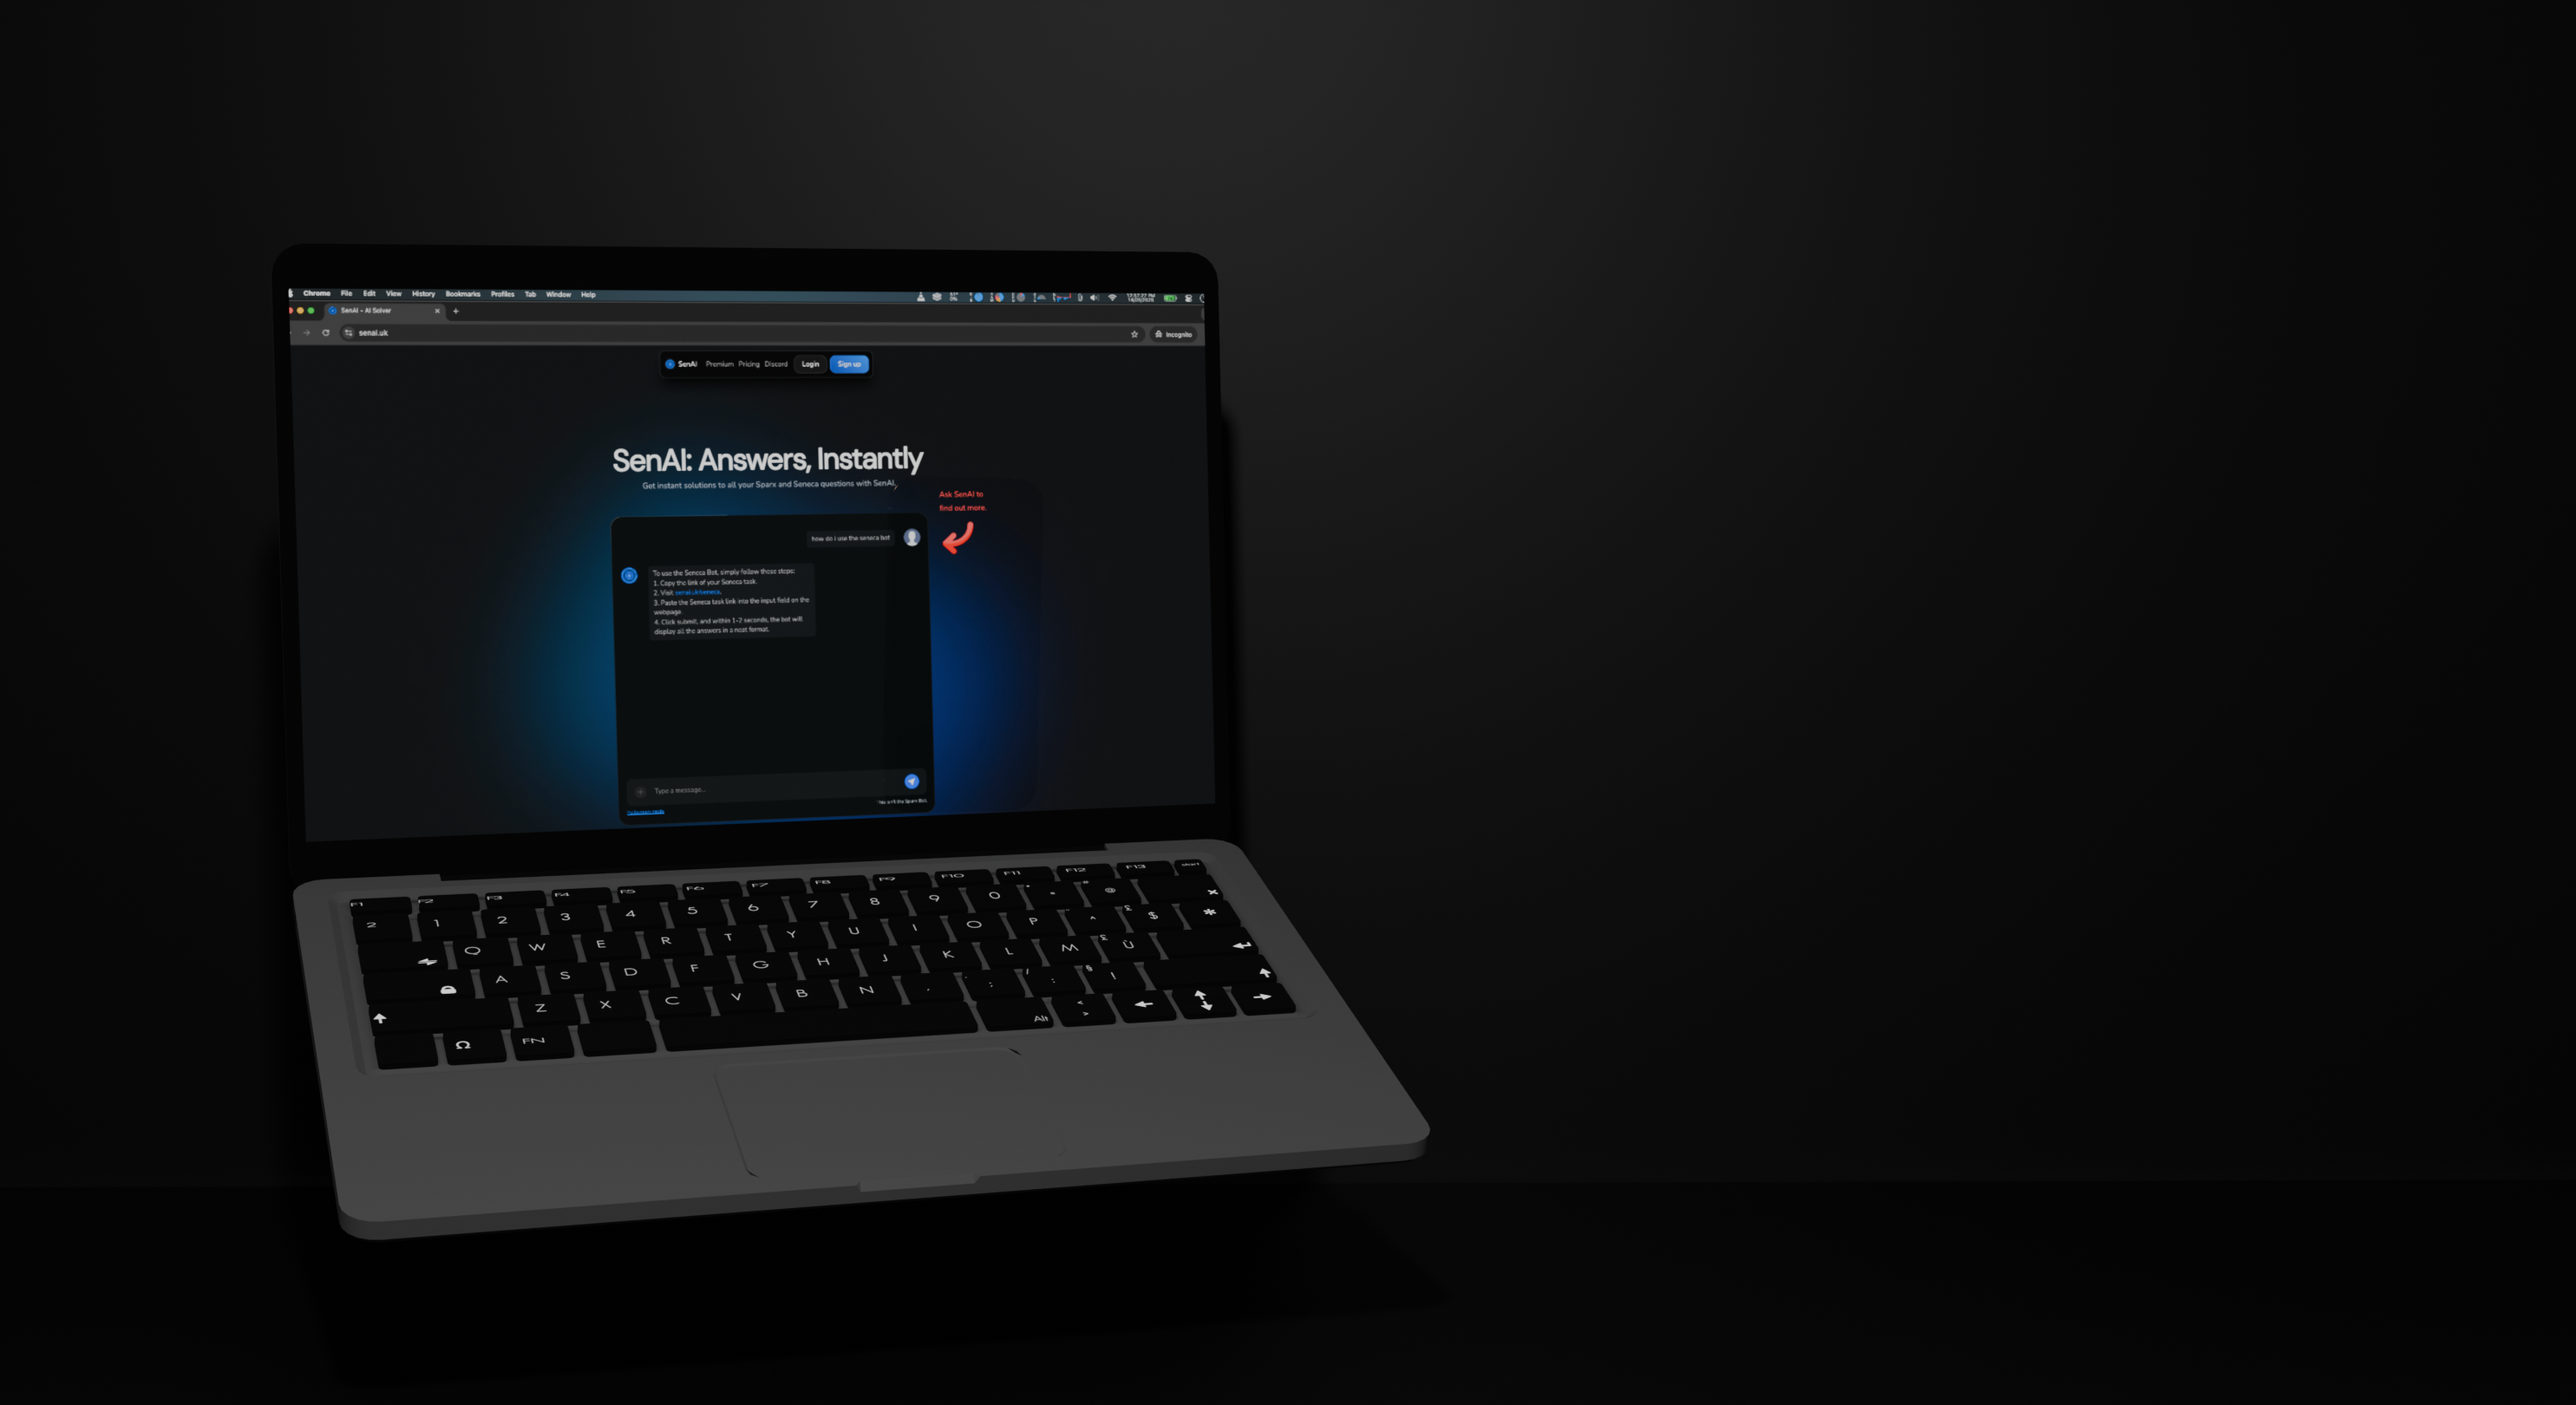 Chrome File Edit View History Bookmarks Profiles Tab Window Help
SenAI - AI Solver
senai.uk
Incognito
SenAI Premium Pricing Discord Login Sign up
SenAI: Answers, Instantly
Get instant solutions to all your Sparx and Seneca questions with SenAI.
Ask SenAI to
find out more.
how do i use the seneca bot
To use the Seneca Bot, simply follow these steps:
1. Copy the link of your Seneca task.
2. Visit senai.uk/seneca.
3. Paste the Seneca task link into the input field on the
webpage
4. Click submit, and within 1-2 seconds, the bot will
display all the answers in a neat format.
Type a message...
F1 F2 F3 F4 F5 F6 F7 F8 F9 F10 F11 F12 F13 start
2 1 2 3 4 5 6 7 8 9 0 * @
Q W E R T Y U I O P ^ $ *
A S D F G H J K L M Ù
Z X C V B N , ; : !
Ω FN Alt < >